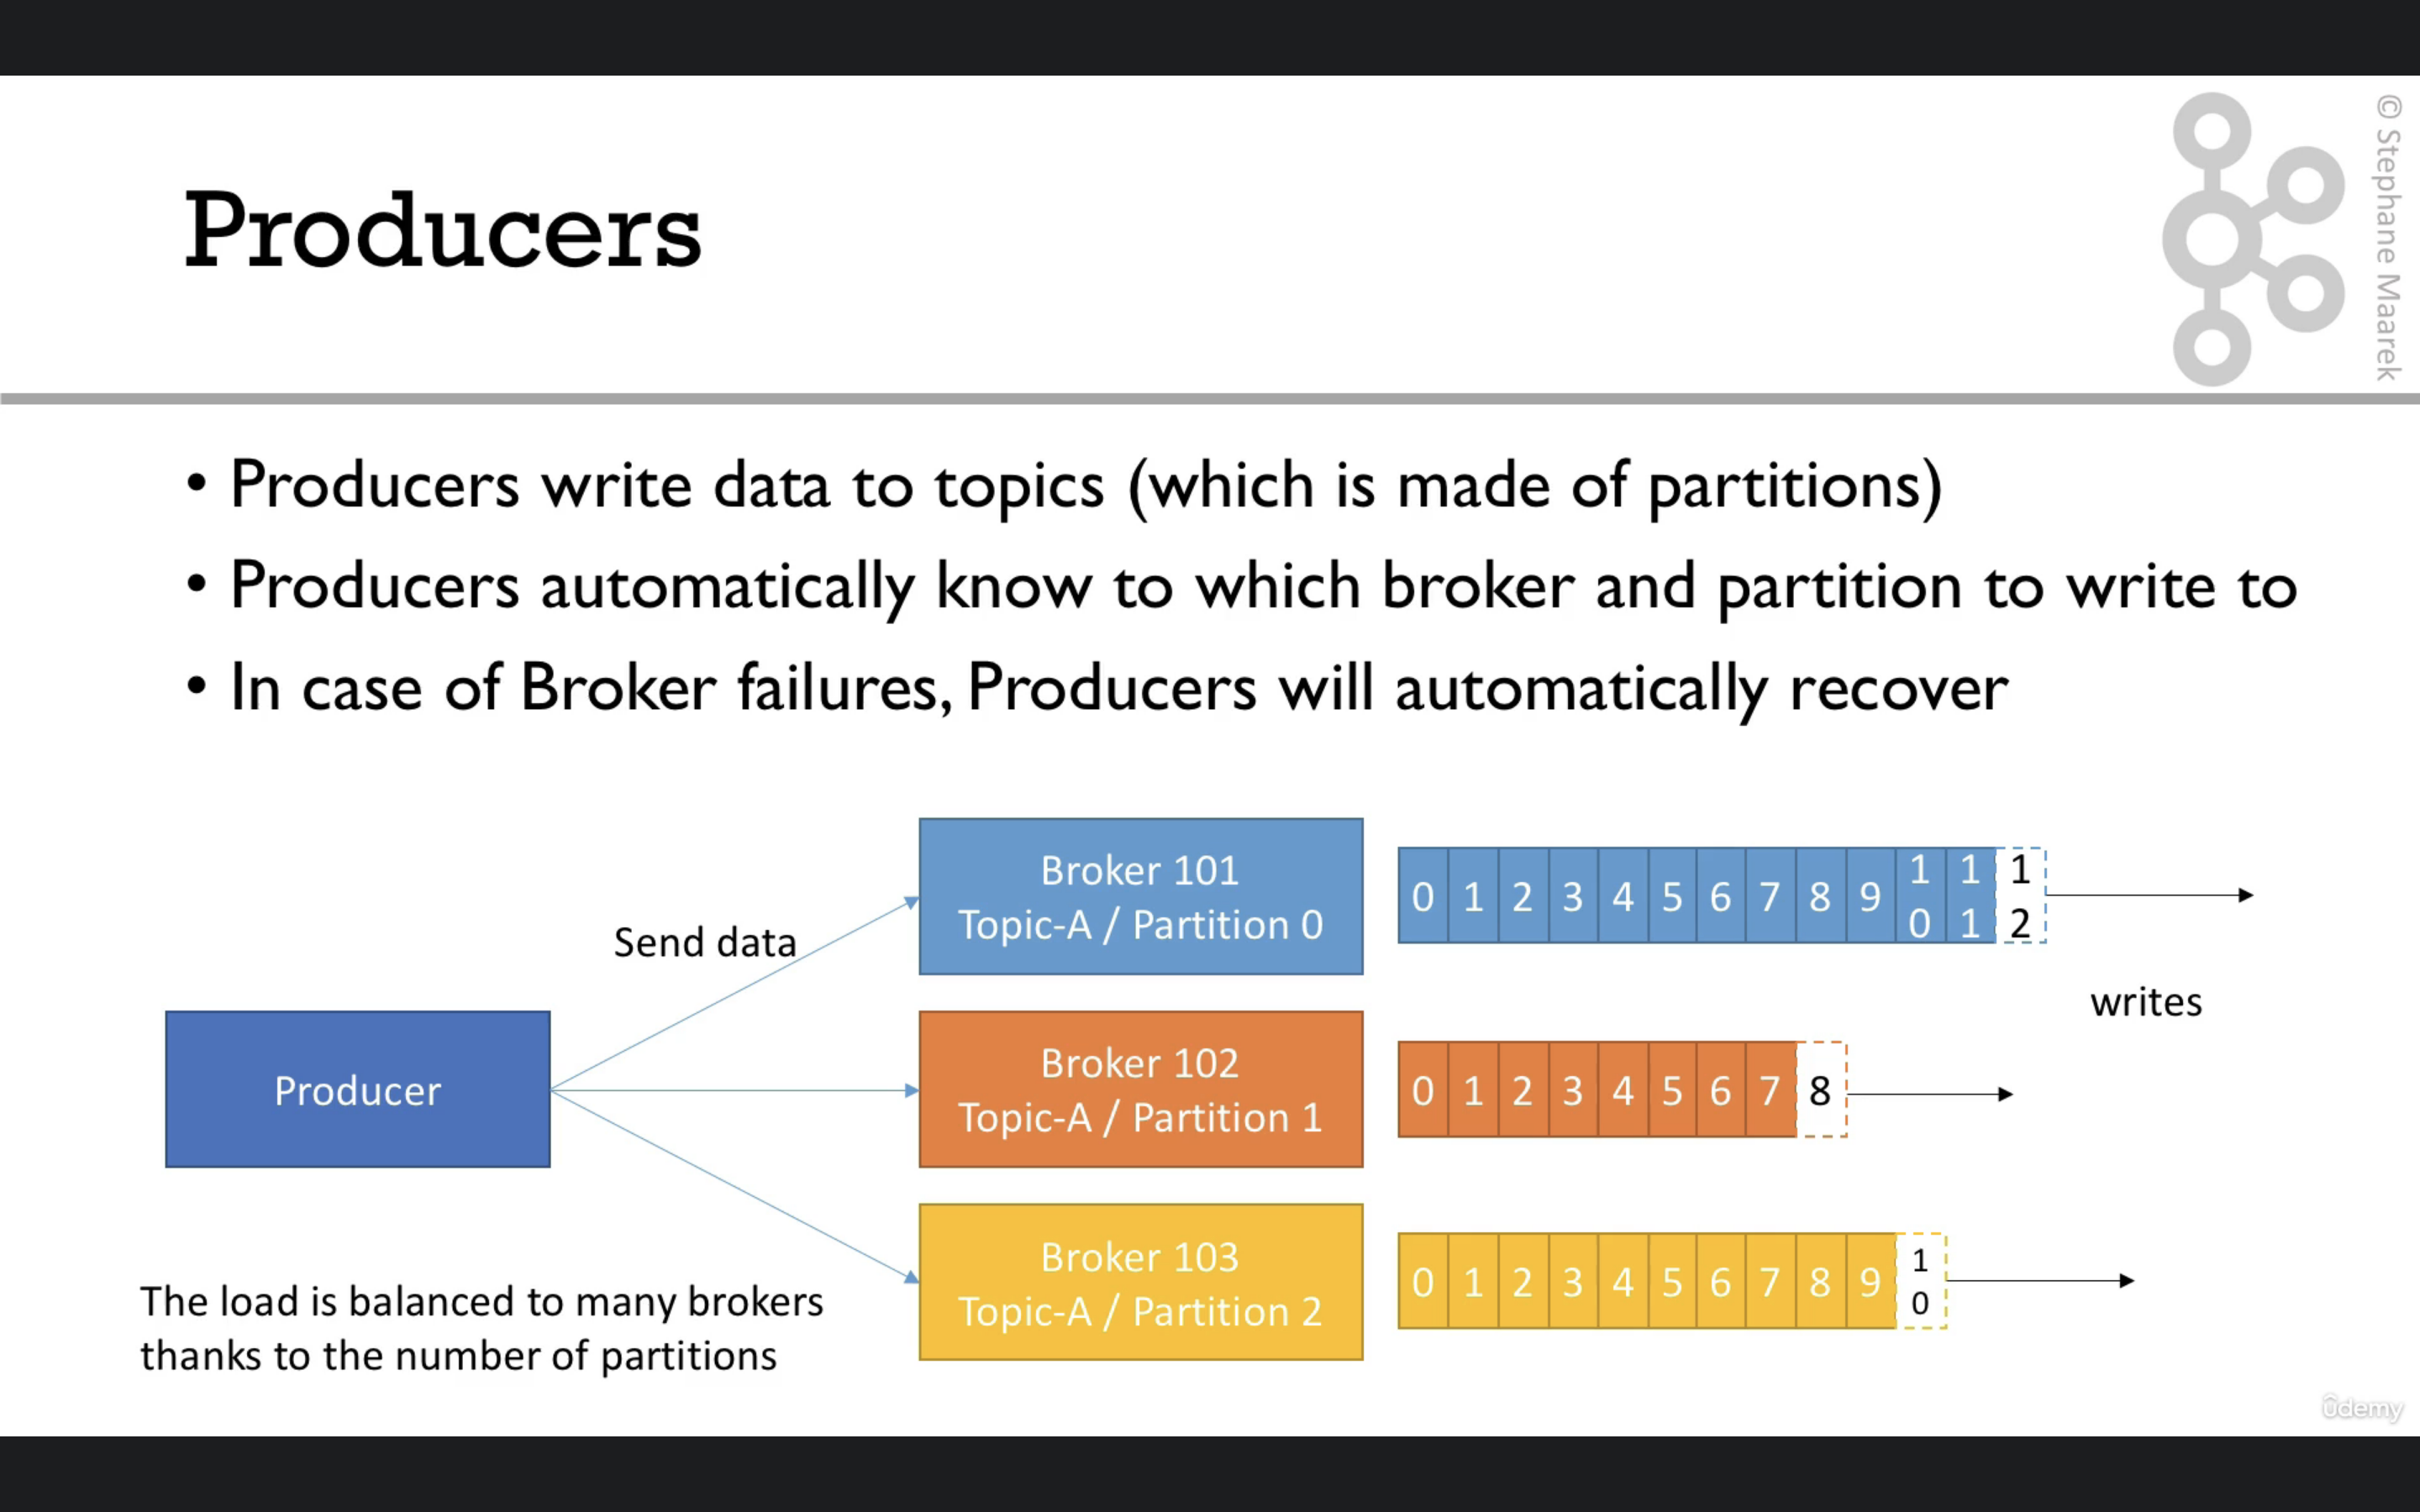 Producers
© Stephane Maarek
• Producers write data to topics (which is made of partitions)
• Producers automatically know to which broker and partition to write to
• In case of Broker failures, Producers will automatically recover
Send data
Producer
The load is balanced to many brokers
thanks to the number of partitions
Broker 101
Topic-A / Partition 0
0 1 2 3 4 5 6 7 8 9 10 11 12
writes
Broker 102
Topic-A / Partition 1
0 1 2 3 4 5 6 7 8
Broker 103
Topic-A / Partition 2
0 1 2 3 4 5 6 7 8 9 10
ûdemy